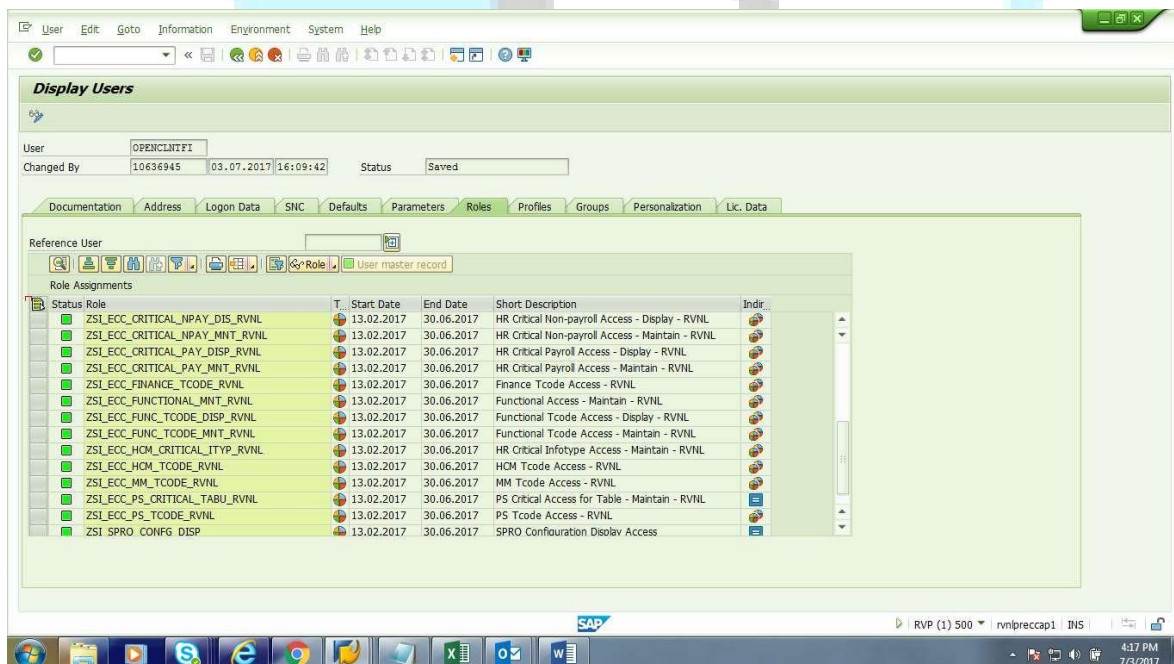 User Edit Goto Information Environment System Help
Display Users
User OPENCLNTFI
Changed By 10636945 03.07.2017 16:09:42 Status Saved
Documentation Address Logon Data SNC Defaults Parameters Roles Profiles Groups Personalization Lic. Data
Reference User
Role User master record
Role Assignments
Status Role T... Start Date End Date Short Description Indir...
ZSI_ECC_CRITICAL_NPAY_DIS_RVNL 13.02.2017 30.06.2017 HR Critical Non-payroll Access - Display - RVNL
ZSI_ECC_CRITICAL_NPAY_MNT_RVNL 13.02.2017 30.06.2017 HR Critical Non-payroll Access - Maintain - RVNL
ZSI_ECC_CRITICAL_PAY_DISP_RVNL 13.02.2017 30.06.2017 HR Critical Payroll Access - Display - RVNL
ZSI_ECC_CRITICAL_PAY_MNT_RVNL 13.02.2017 30.06.2017 HR Critical Payroll Access - Maintain - RVNL
ZSI_ECC_FINANCE_TCODE_RVNL 13.02.2017 30.06.2017 Finance Tcode Access - RVNL
ZSI_ECC_FUNCTIONAL_MNT_RVNL 13.02.2017 30.06.2017 Functional Access - Maintain - RVNL
ZSI_ECC_FUNC_TCODE_DISP_RVNL 13.02.2017 30.06.2017 Functional Tcode Access - Display - RVNL
ZSI_ECC_FUNC_TCODE_MNT_RVNL 13.02.2017 30.06.2017 Functional Tcode Access - Maintain - RVNL
ZSI_ECC_HCM_CRITICAL_ITYP_RVNL 13.02.2017 30.06.2017 HR Critical Infotype Access - Maintain - RVNL
ZSI_ECC_HCM_TCODE_RVNL 13.02.2017 30.06.2017 HCM Tcode Access - RVNL
ZSI_ECC_MM_TCODE_RVNL 13.02.2017 30.06.2017 MM Tcode Access - RVNL
ZSI_ECC_PS_CRITICAL_TABU_RVNL 13.02.2017 30.06.2017 PS Critical Access for Table - Maintain - RVNL
ZSI_ECC_PS_TCODE_RVNL 13.02.2017 30.06.2017 PS Tcode Access - RVNL
ZSI_SPRO_CONFG_DISP 13.02.2017 30.06.2017 SPRO Configuration Display Access
SAP RVP (1) 500 rvnlpreccap1 INS
4:17 PM
7/3/2017